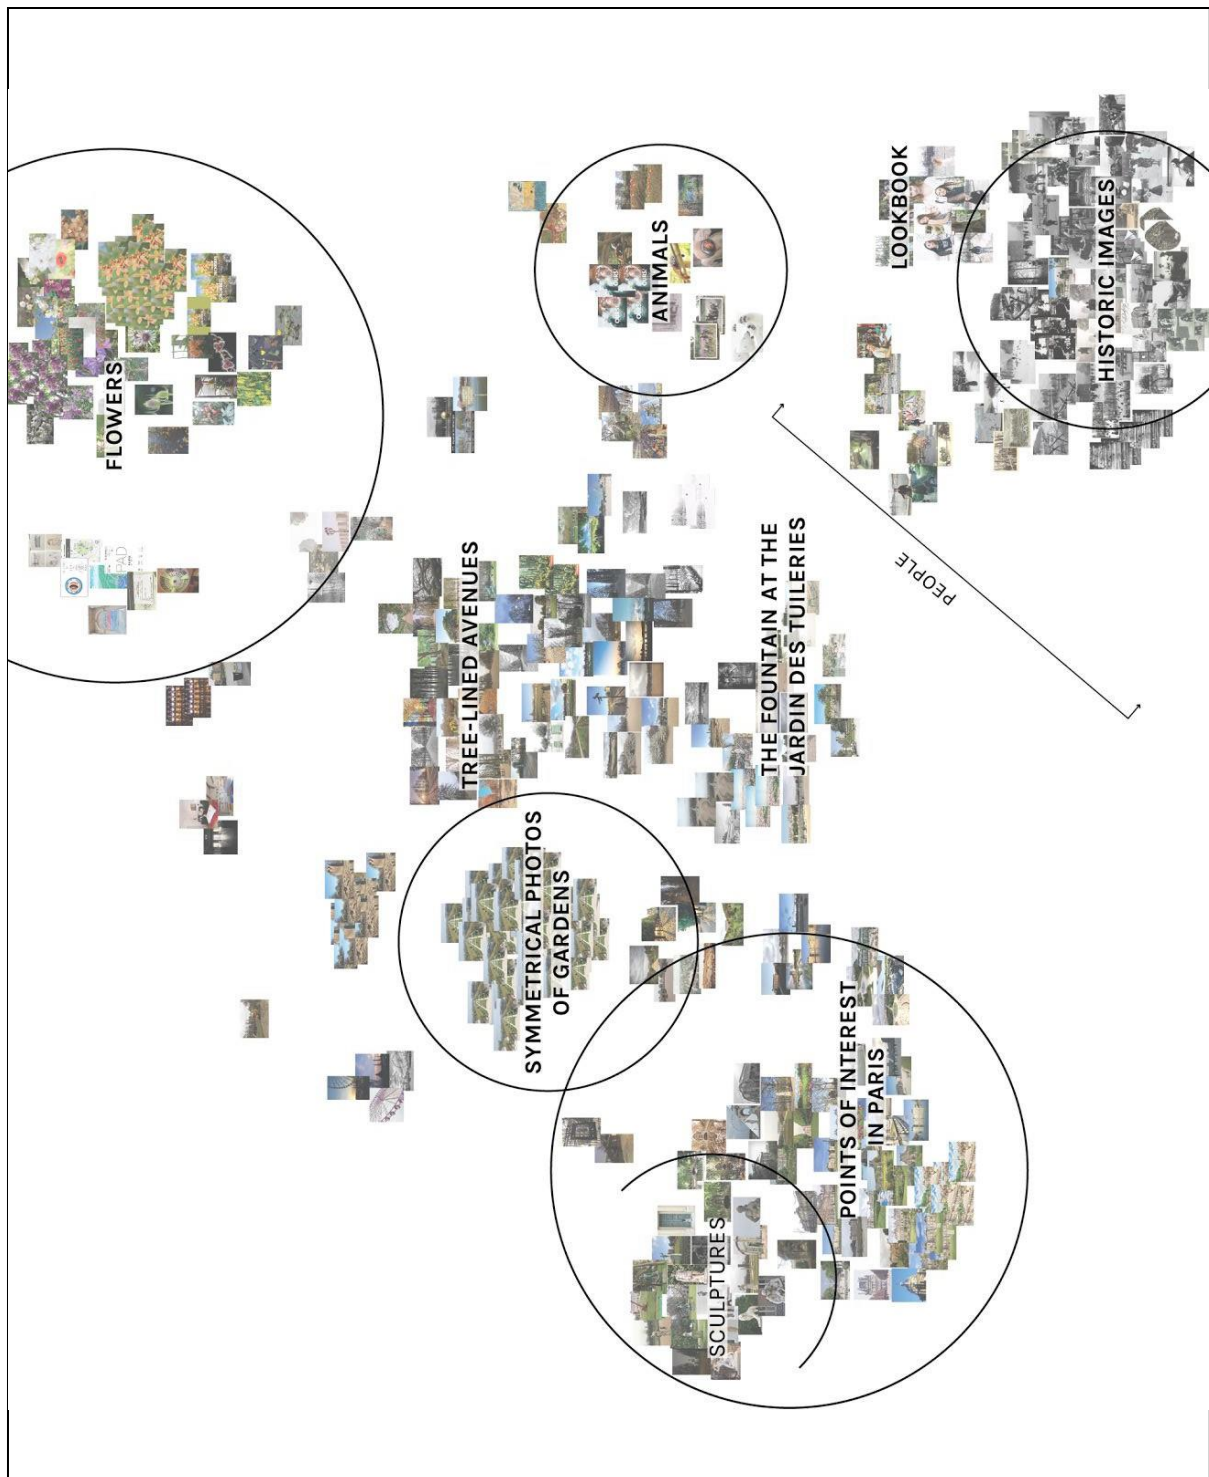 FLOWERS
PAD
TREE-LINED AVENUES
SYMMETRICAL PHOTOS
OF GARDENS
ANIMALS
SCULPTURES
THE FOUNTAIN AT THE
JARDIN DES TUILERIES
POINTS OF INTEREST
IN PARIS
LOOKBOOK
PEOPLE
HISTORIC IMAGES